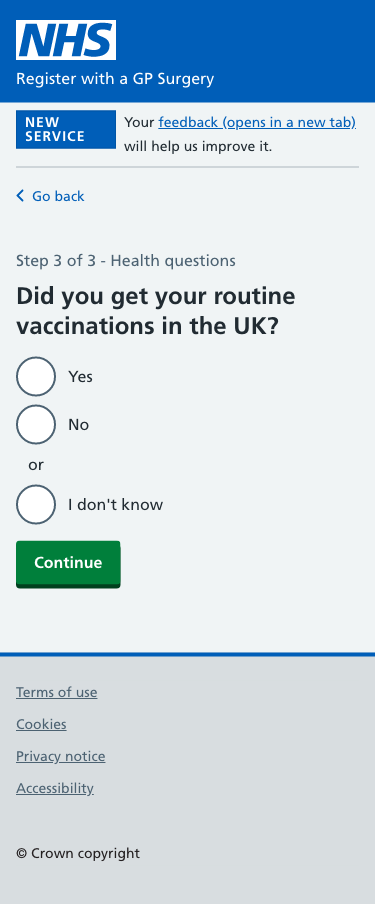 NHS
Register with a GP Surgery
NEW
SERVICE
Your feedback (opens in a new tab)
will help us improve it.
Go back
Step 3 of 3 - Health questions
Did you get your routine
vaccinations in the UK?
Yes
No
or
I don't know
Continue
Terms of use
Cookies
Privacy notice
Accessibility
© Crown copyright